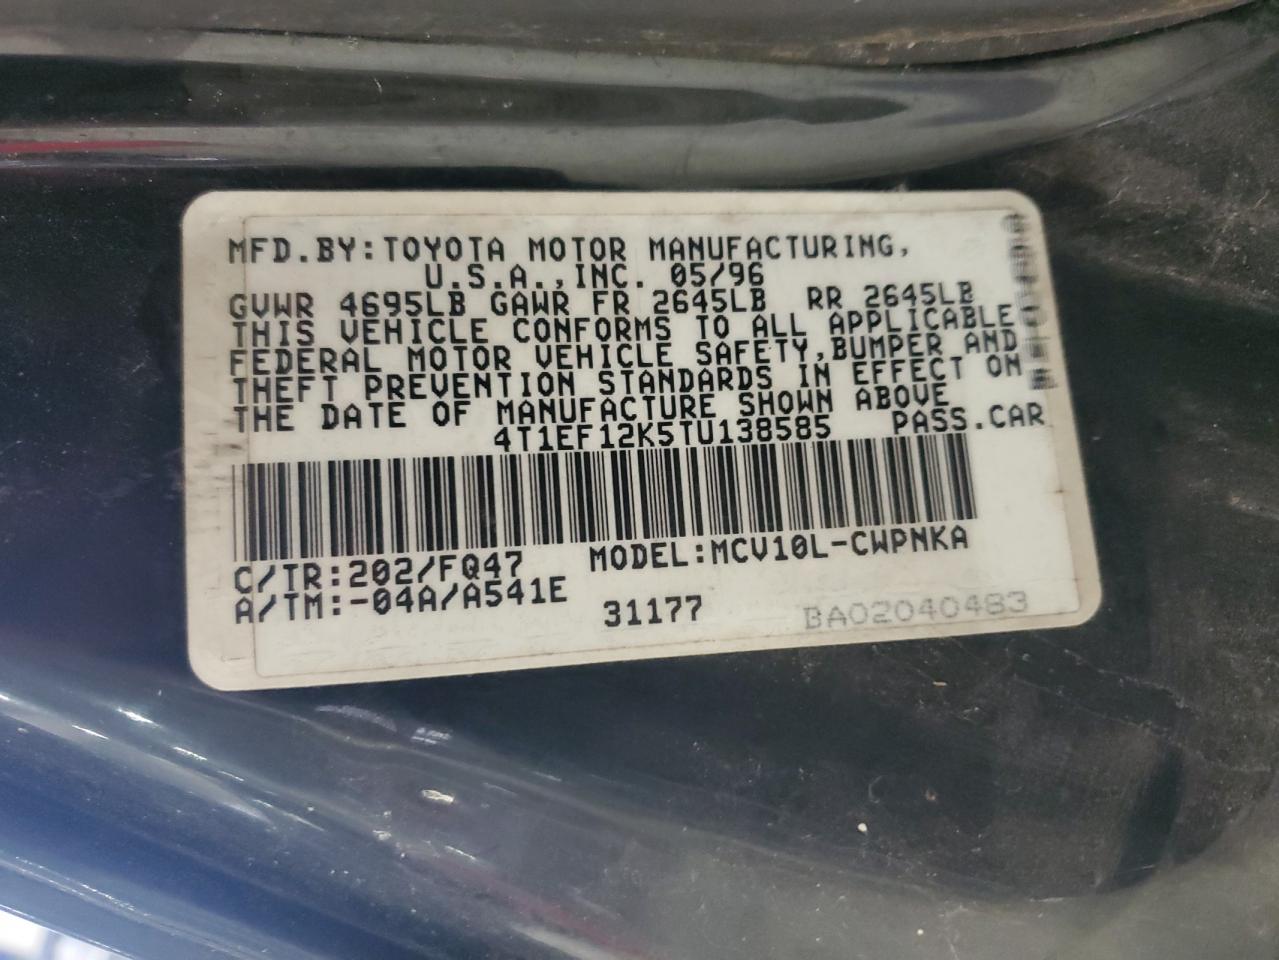 MFD.BY:TOYOTA MOTOR MANUFACTURING,
U.S.A.,INC. 05/96
GVWR 4695LB GAWR FR 2645LB RR 2645LB
THIS VEHICLE CONFORMS TO ALL APPLICABLE
FEDERAL MOTOR VEHICLE SAFETY,BUMPER AND
THEFT PREVENTION STANDARDS IN EFFECT ON
THE DATE OF MANUFACTURE SHOWN ABOVE
4T1EF12K5TU138585 PASS.CAR
C/TR:202/FQ47 MODEL:MCV10L-CWPNKA
A/TM:-04A/A541E
31177 BA02040483